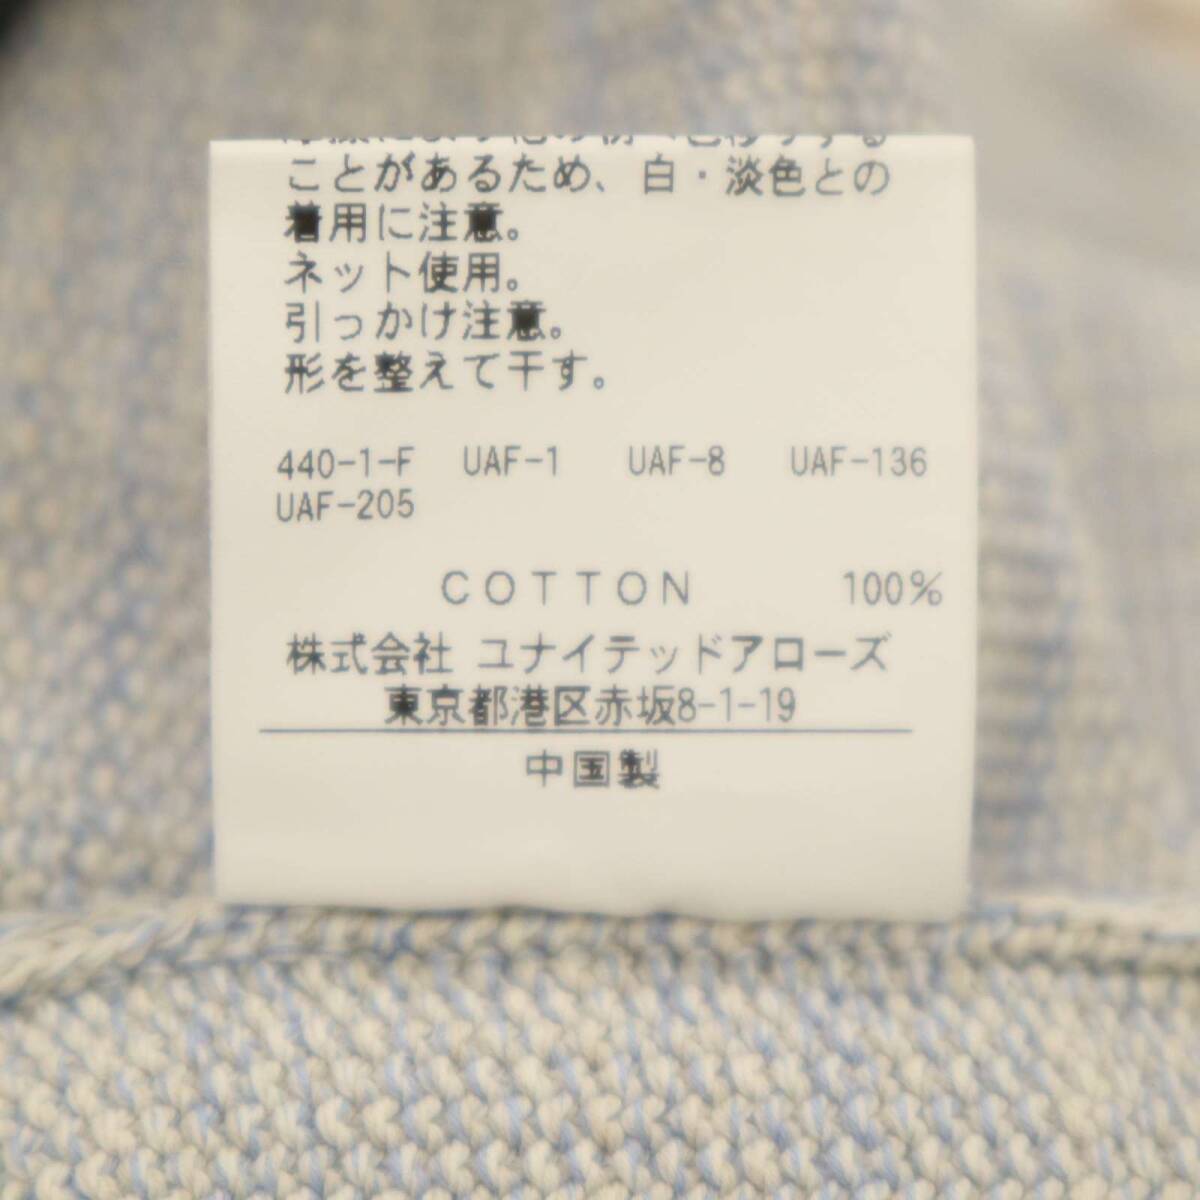 ことがあるため、白・淡色との
着用に注意。
ネット使用。
引っかけ注意。
形を整えて干す。
440-1-F UAF-1 UAF-8 UAF-136
UAF-205
COTTON 100%
株式会社 ユナイテッドアローズ
東京都港区赤坂8-1-19
中国製